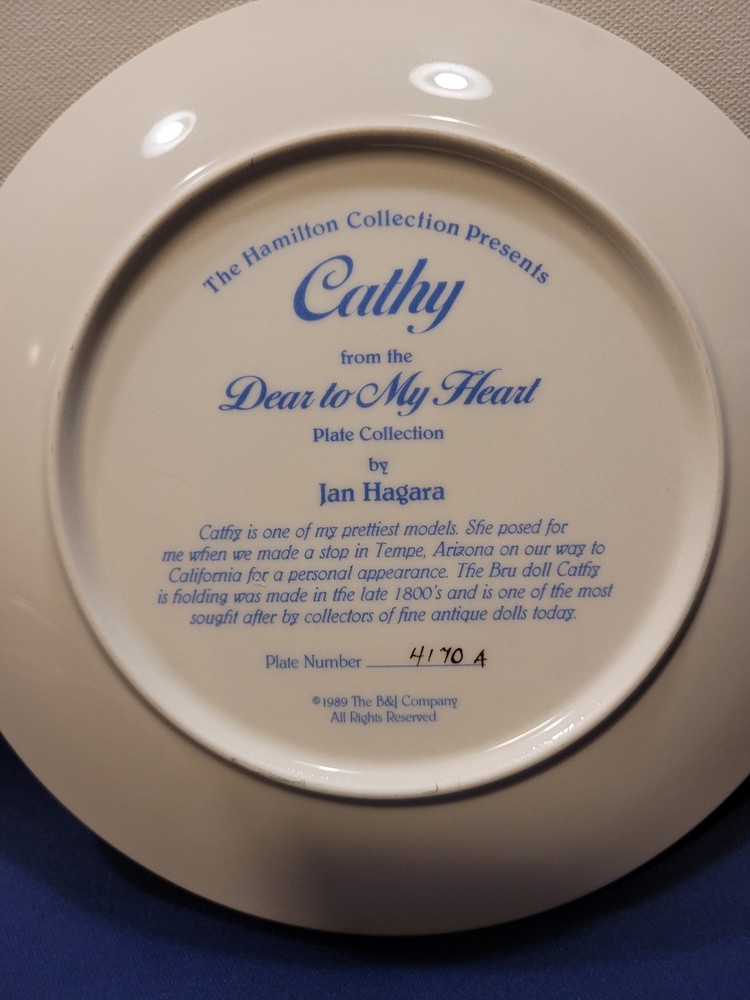 The Hamilton Collection Presents
Cathy
from the
Dear to My Heart
Plate Collection
by
Jan Hagara
Cathy is one of my prettiest models. She posed for
me when we made a stop in Tempe, Arizona on our way to
California for a personal appearance. The Bru doll Cathy
is holding was made in the late 1800's and is one of the most
sought after by collectors of fine antique dolls today.
Plate Number 4170 A
©1989 The B&J Company
All Rights Reserved.